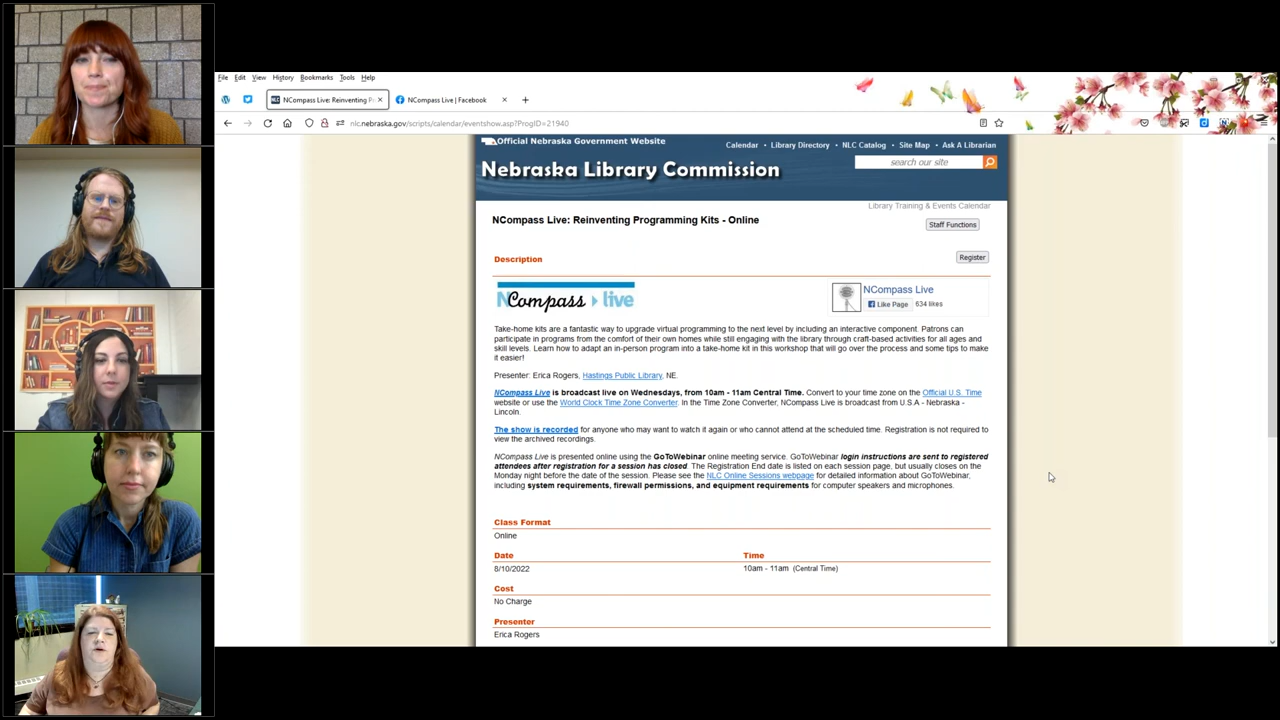 File Edit View History Bookmarks Tools Help
NCompass Live: Reinventing P
NCompass Live | Facebook
nlc.nebraska.gov/scripts/calendar/eventshow.asp?ProgID=21940
Official Nebraska Government Website
Calendar • Library Directory • NLC Catalog • Site Map • Ask A Librarian
Nebraska Library Commission
search our site
Library Training & Events Calendar
NCompass Live: Reinventing Programming Kits - Online
Staff Functions
Description
Register
NCompass live
NCompass Live
Like Page 634 likes
Take-home kits are a fantastic way to upgrade virtual programming to the next level by including an interactive component. Patrons can
participate in programs from the comfort of their own homes while still engaging with the library through craft-based activities for all ages and
skill levels. Learn how to adapt an in-person program into a take-home kit in this workshop that will go over the process and some tips to make
it easier!
Presenter: Erica Rogers, Hastings Public Library, NE.
NCompass Live is broadcast live on Wednesdays, from 10am - 11am Central Time. Convert to your time zone on the Official U.S. Time
website or use the World Clock Time Zone Converter. In the Time Zone Converter, NCompass Live is broadcast from U.S.A - Nebraska -
Lincoln.
The show is recorded for anyone who may want to watch it again or who cannot attend at the scheduled time. Registration is not required to
view the archived recordings.
NCompass Live is presented online using the GoToWebinar online meeting service. GoToWebinar login instructions are sent to registered
attendees after registration for a session has closed. The Registration End date is listed on each session page, but usually closes on the
Monday night before the date of the session. Please see the NLC Online Sessions webpage for detailed information about GoToWebinar,
including system requirements, firewall permissions, and equipment requirements for computer speakers and microphones.
Class Format
Online
Date Time
8/10/2022 10am - 11am (Central Time)
Cost
No Charge
Presenter
Erica Rogers